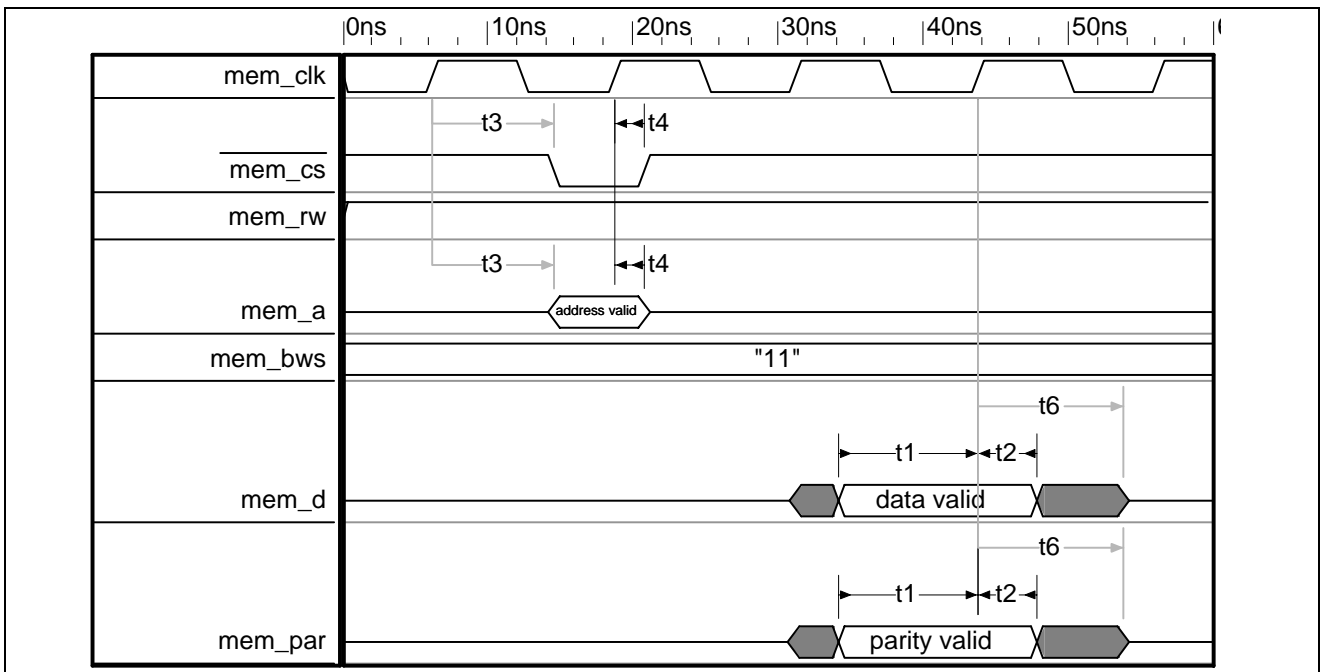 0ns 10ns 20ns 30ns 40ns 50ns
mem_clk
t3 t4
mem_cs
mem_rw
t3 t4
mem_a address valid
mem_bws "11"
t6
t1 t2
mem_d data valid
t6
t1 t2
mem_par parity valid